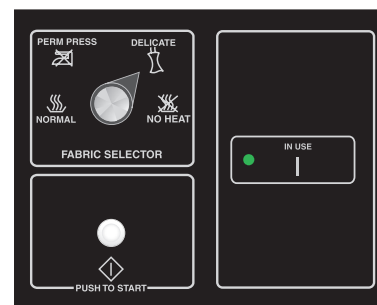 PERM PRESS
DELICATE
NORMAL
NO HEAT
FABRIC SELECTOR
IN USE
PUSH TO START